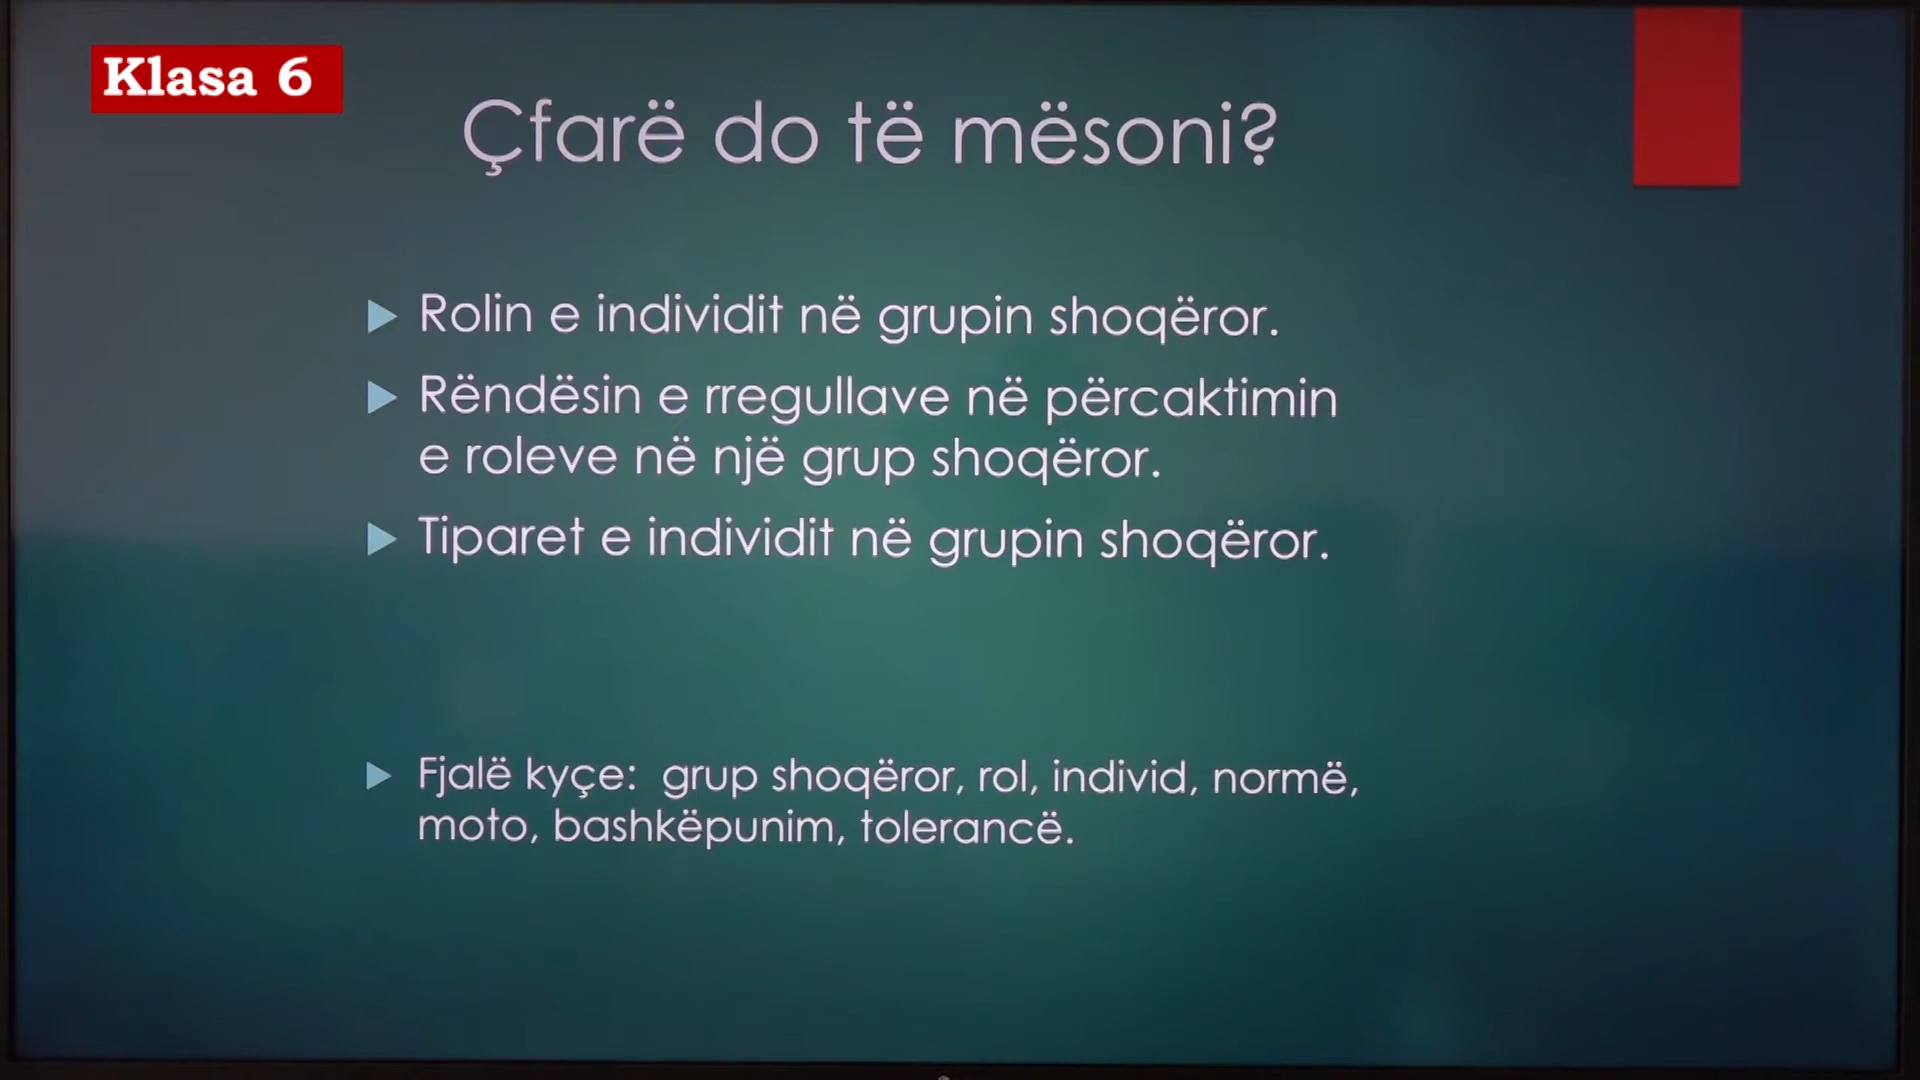 Klasa 6
Çfarë do të mësoni?
Rolin e individit në grupin shoqëror.
Rëndësin e rregullave në përcaktimin
e roleve në një grup shoqëror.
Tiparet e individit në grupin shoqëror.
Fjalë kyçe: grup shoqëror, rol, individ, normë,
moto, bashkëpunim, tolerancë.